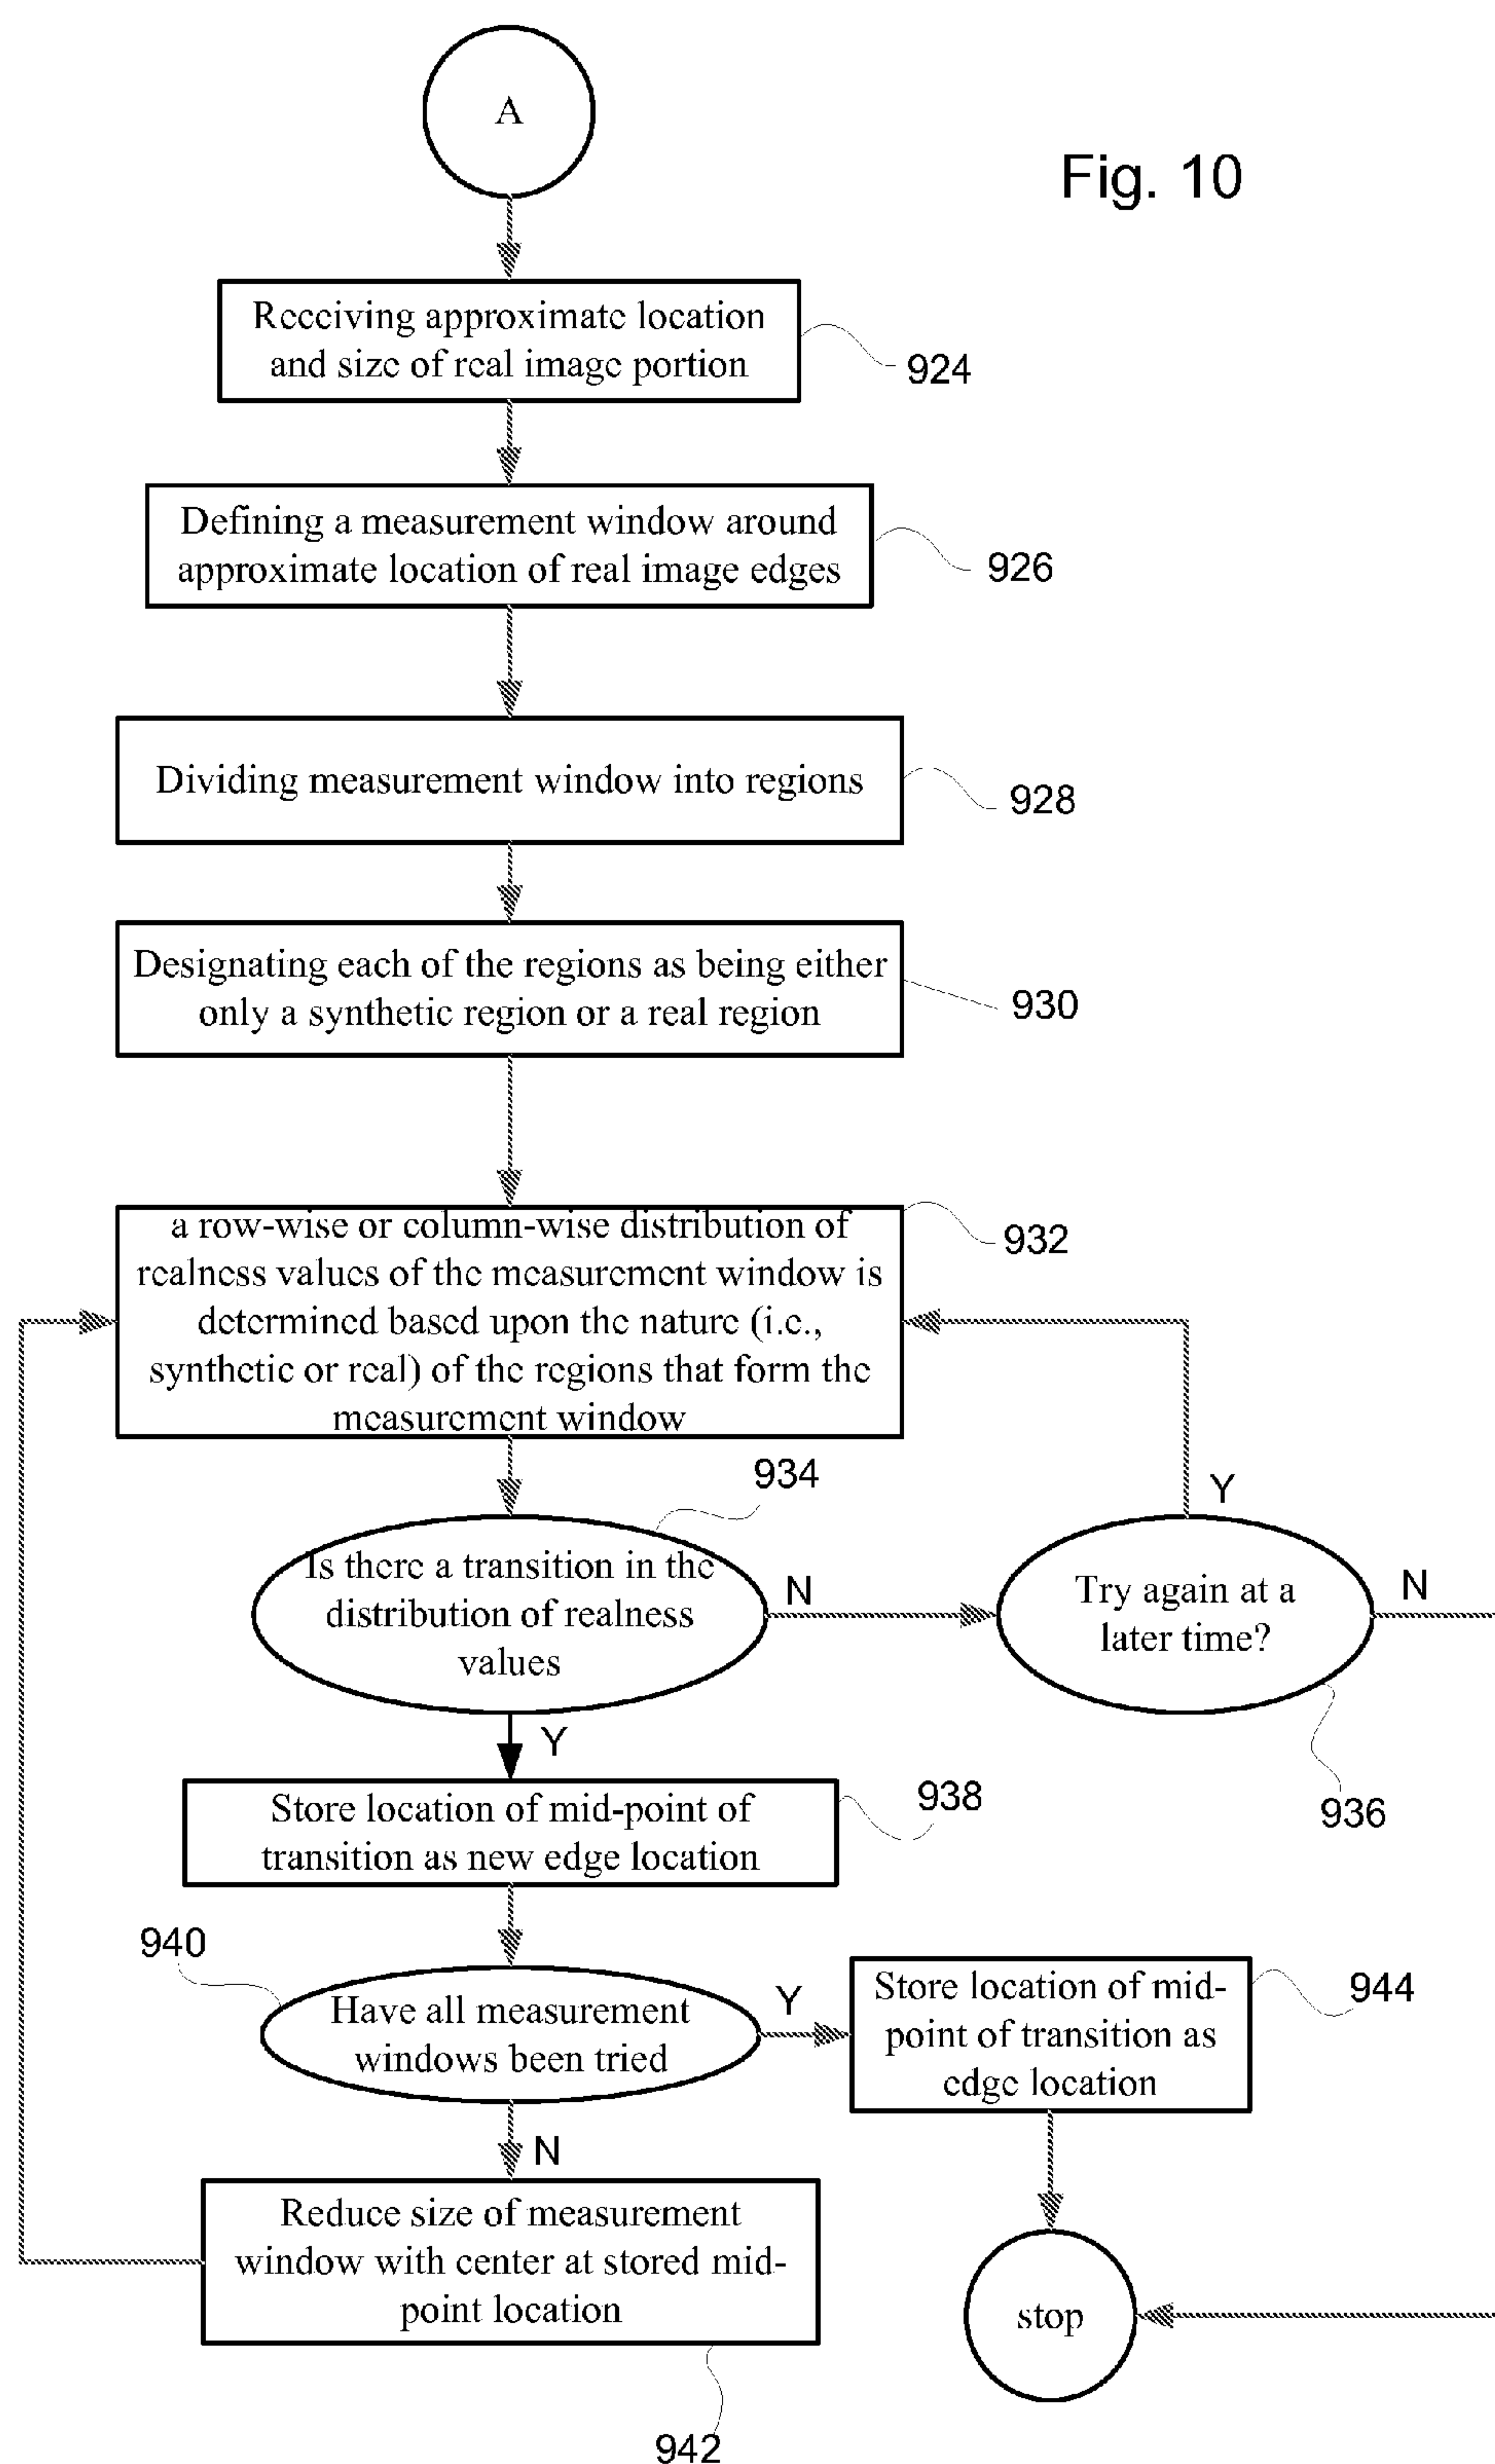 A
Fig. 10
Receiving approximate location
and size of real image portion
924
Defining a measurement window around
approximate location of real image edges
926
Dividing measurement window into regions
928
Designating each of the regions as being either
only a synthetic region or a real region
930
a row-wise or column-wise distribution of
realness values of the measurement window is
determined based upon the nature (i.e.,
synthetic or real) of the regions that form the
measurement window
932
934
Is there a transition in the
distribution of realness
values
N
Y
Try again at a
later time?
Y
N
936
Store location of mid-point of
transition as new edge location
938
940
Have all measurement
windows been tried
Y
N
Store location of mid-
point of transition as
edge location
944
Reduce size of measurement
window with center at stored mid-
point location
942
stop